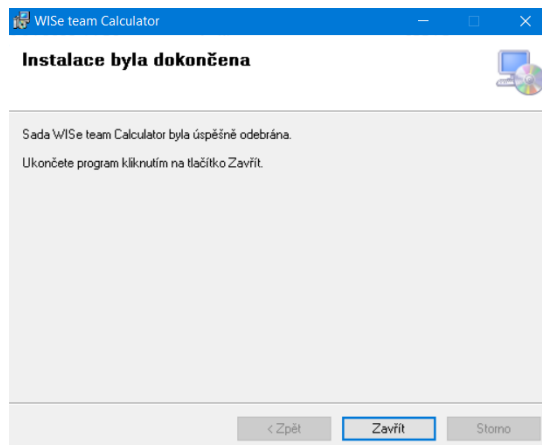 WISe team Calculator
Instalace byla dokončena
Sada WISe team Calculator byla úspěšně odebrána.
Ukončete program kliknutím na tlačítko Zavřít.
< Zpět
Zavřít
Storno